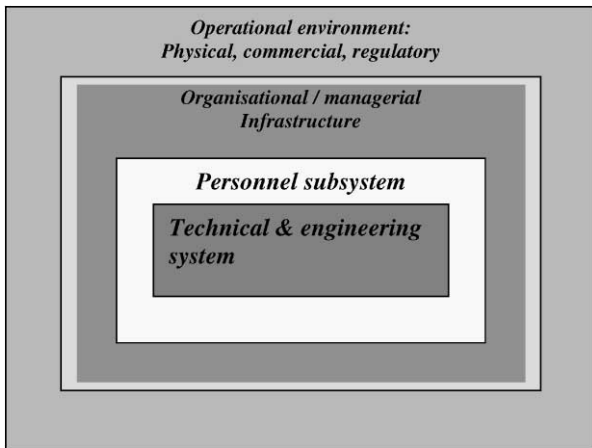 Operational environment:
Physical, commercial, regulatory
Organisational / managerial
Infrastructure
Personnel subsystem
Technical & engineering
system